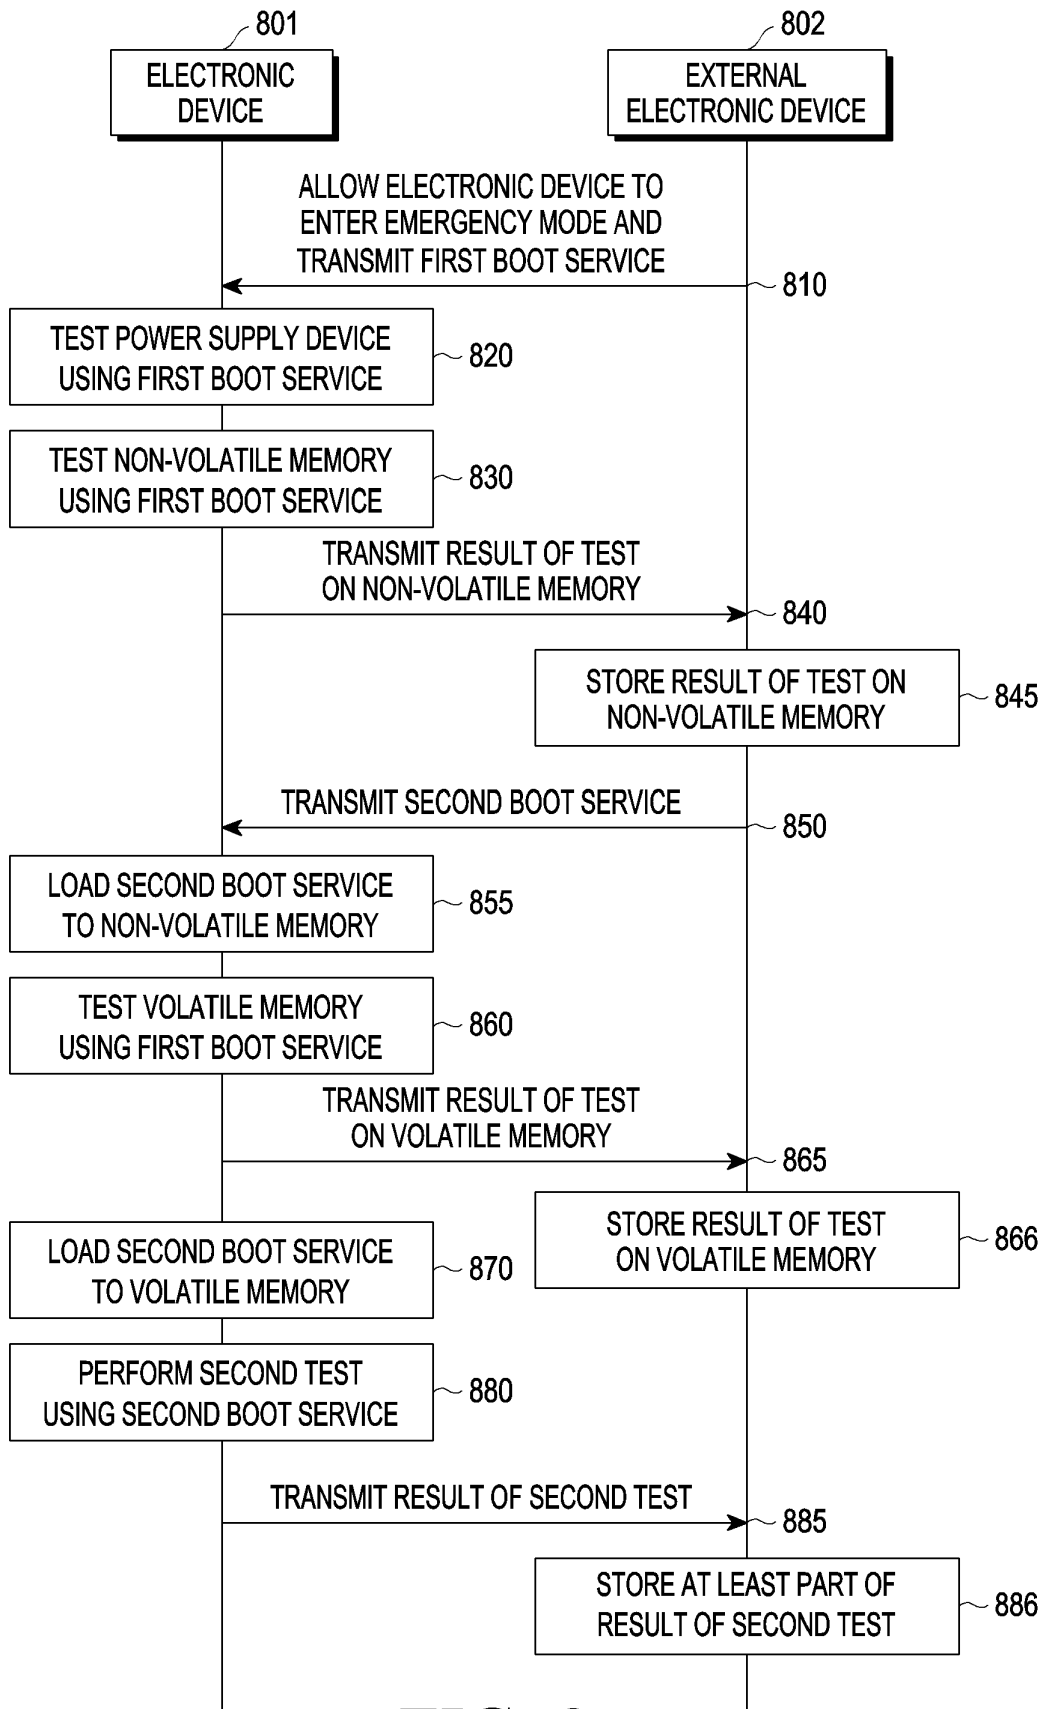 801
802
ELECTRONIC
DEVICE
EXTERNAL
ELECTRONIC DEVICE
ALLOW ELECTRONIC DEVICE TO
ENTER EMERGENCY MODE AND
TRANSMIT FIRST BOOT SERVICE
810
TEST POWER SUPPLY DEVICE
USING FIRST BOOT SERVICE
820
TEST NON-VOLATILE MEMORY
USING FIRST BOOT SERVICE
830
TRANSMIT RESULT OF TEST
ON NON-VOLATILE MEMORY
840
STORE RESULT OF TEST ON
NON-VOLATILE MEMORY
845
TRANSMIT SECOND BOOT SERVICE
850
LOAD SECOND BOOT SERVICE
TO NON-VOLATILE MEMORY
855
TEST VOLATILE MEMORY
USING FIRST BOOT SERVICE
860
TRANSMIT RESULT OF TEST
ON VOLATILE MEMORY
865
STORE RESULT OF TEST
ON VOLATILE MEMORY
866
LOAD SECOND BOOT SERVICE
TO VOLATILE MEMORY
870
PERFORM SECOND TEST
USING SECOND BOOT SERVICE
880
TRANSMIT RESULT OF SECOND TEST
885
STORE AT LEAST PART OF
RESULT OF SECOND TEST
886